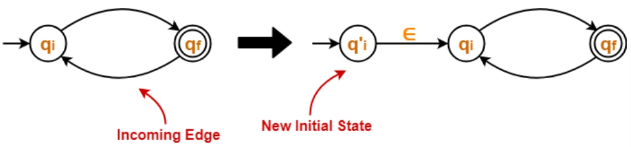 qi qf q'i ∈ qi qf
Incoming Edge
New Initial State